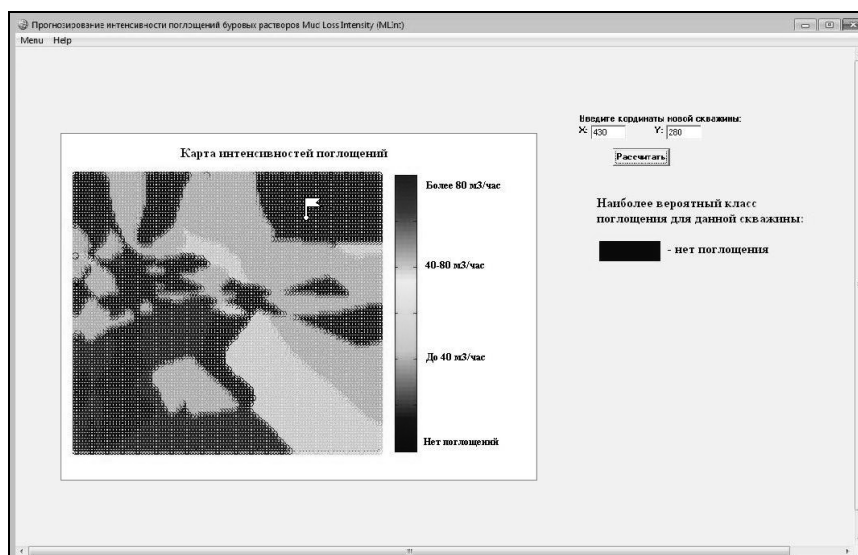 Прогнозирование интенсивности поглощений буровых растворов Mud Loss Intensity (MLInt)
Menu Help
Введите кординаты новой скважины:
X: 430 Y: 280
Рассчитать
Карта интенсивностей поглощений
Более 80 м3/час
40-80 м3/час
До 40 м3/час
Нет поглощений
Наиболее вероятный класс
поглощения для данной скважины:
- нет поглощения